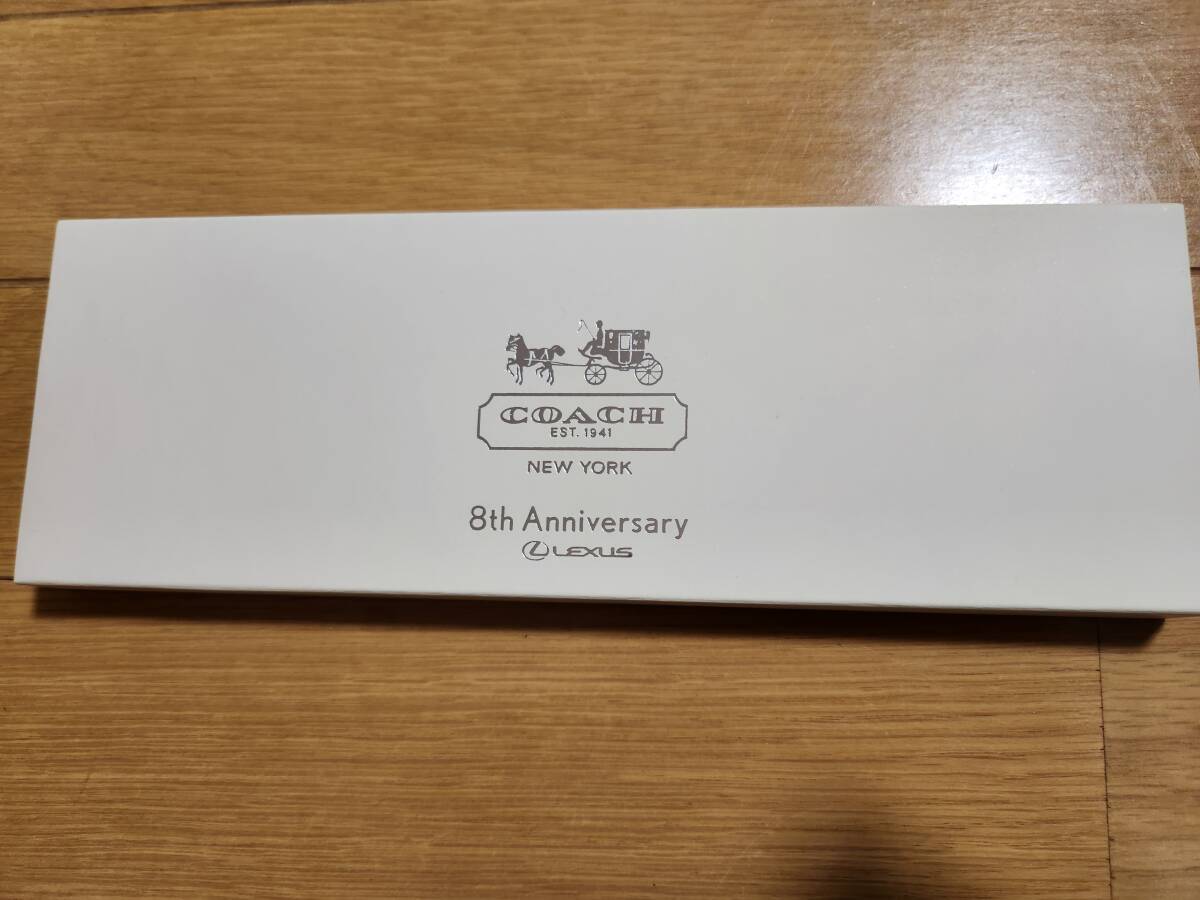 COACH
EST. 1941
NEW YORK
8th Anniversary
LEXUS